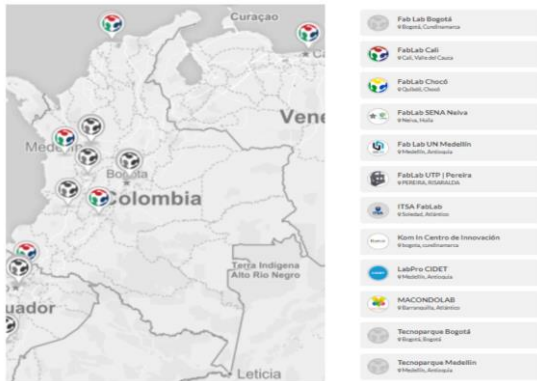 Curaçao
Vene
Med
Bogota
Colombia
Terra Indigena
Alto Rio Negro
uador
Leticia
Fab Lab Bogotá
Bogotá, Cundinamarca
FabLab Cali
Cali, Valle del Cauca
FabLab Chocó
Quibdó, Chocó
FabLab SENA Neiva
Neiva, Huila
Fab Lab UN Medellín
Medellín, Antioquia
FabLab UTP | Pereira
PEREIRA, RISARALDA
ITSA FabLab
Soledad, Atlántico
Kom In Centro de Innovación
bogota, cundinamarca
LabPro CIDET
Medellín, Antioquia
MACONDOLAB
Barranquilla, Atlántico
Tecnoparque Bogotá
Bogotá, Bogotá
Tecnoparque Medellín
Medellín, Antioquia